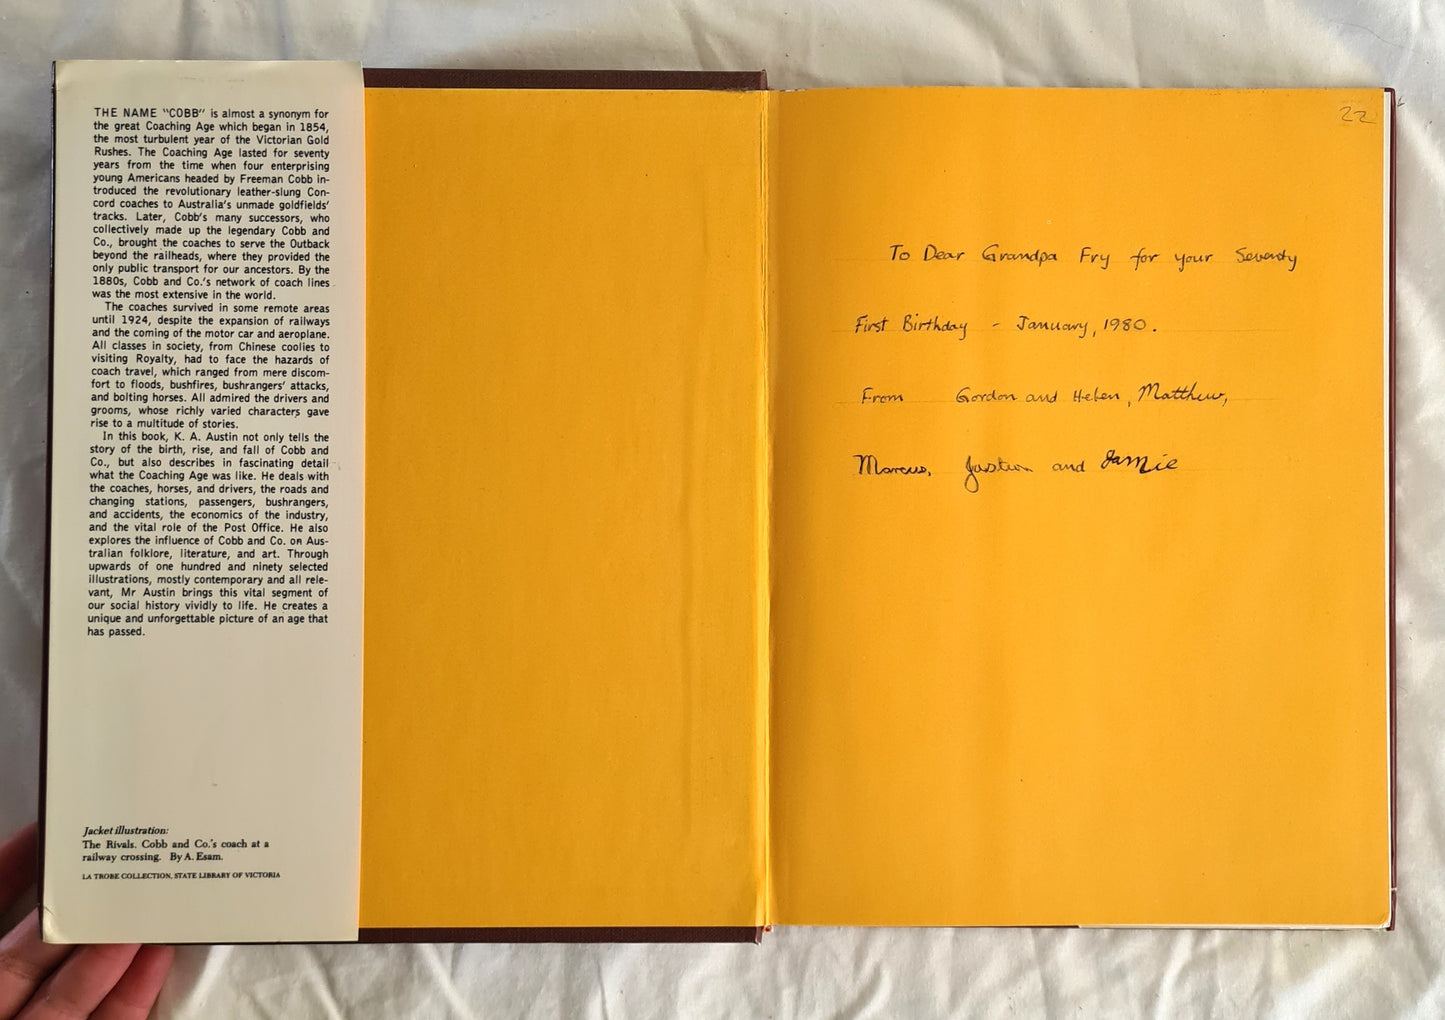 THE NAME "COBB" is almost a synonym for
the great Coaching Age which began in 1854,
the most turbulent year of the Victorian Gold
Rushes. The Coaching Age lasted for seventy
years from the time when four enterprising
young Americans headed by Freeman Cobb in-
troduced the revolutionary leather-slung Con-
cord coaches to Australia's unmade goldfields'
tracks. Later, Cobb's many successors, who
collectively made up the legendary Cobb and
Co., brought the coaches to serve the Outback
beyond the railheads, where they provided the
only public transport for our ancestors. By the
1880s, Cobb and Co.'s network of coach lines
was the most extensive in the world.
The coaches survived in some remote areas
until 1924, despite the expansion of railways
and the coming of the motor car and aeroplane.
All classes in society, from Chinese coolies to
visiting Royalty, had to face the hazards of
coach travel, which ranged from mere discom-
fort to floods, bushfires, bushrangers' attacks,
and bolting horses. All admired the drivers and
grooms, whose richly varied characters gave
rise to a multitude of stories.
In this book, K. A. Austin not only tells the
story of the birth, rise, and fall of Cobb and
Co., but also describes in fascinating detail
what the Coaching Age was like. He deals with
the coaches, horses, and drivers, the roads and
changing stations, passengers, bushrangers,
and accidents, the economics of the industry,
and the vital role of the Post Office. He also
explores the influence of Cobb and Co. on Aus-
tralian folklore, literature, and art. Through
upwards of one hundred and ninety selected
illustrations, mostly contemporary and all rele-
vant, Mr Austin brings this vital segment of
our social history vividly to life. He creates a
unique and unforgettable picture of an age that
has passed.
Jacket illustration:
The Rivals. Cobb and Co.'s coach at a
railway crossing. By A. Esam.
LA TROBE COLLECTION, STATE LIBRARY OF VICTORIA
22
To Dear Grandpa Fry for your Seventy
First Birthday - January, 1980.
From Gordon and Helen, Matthew,
Marcus, Justin and Jamie